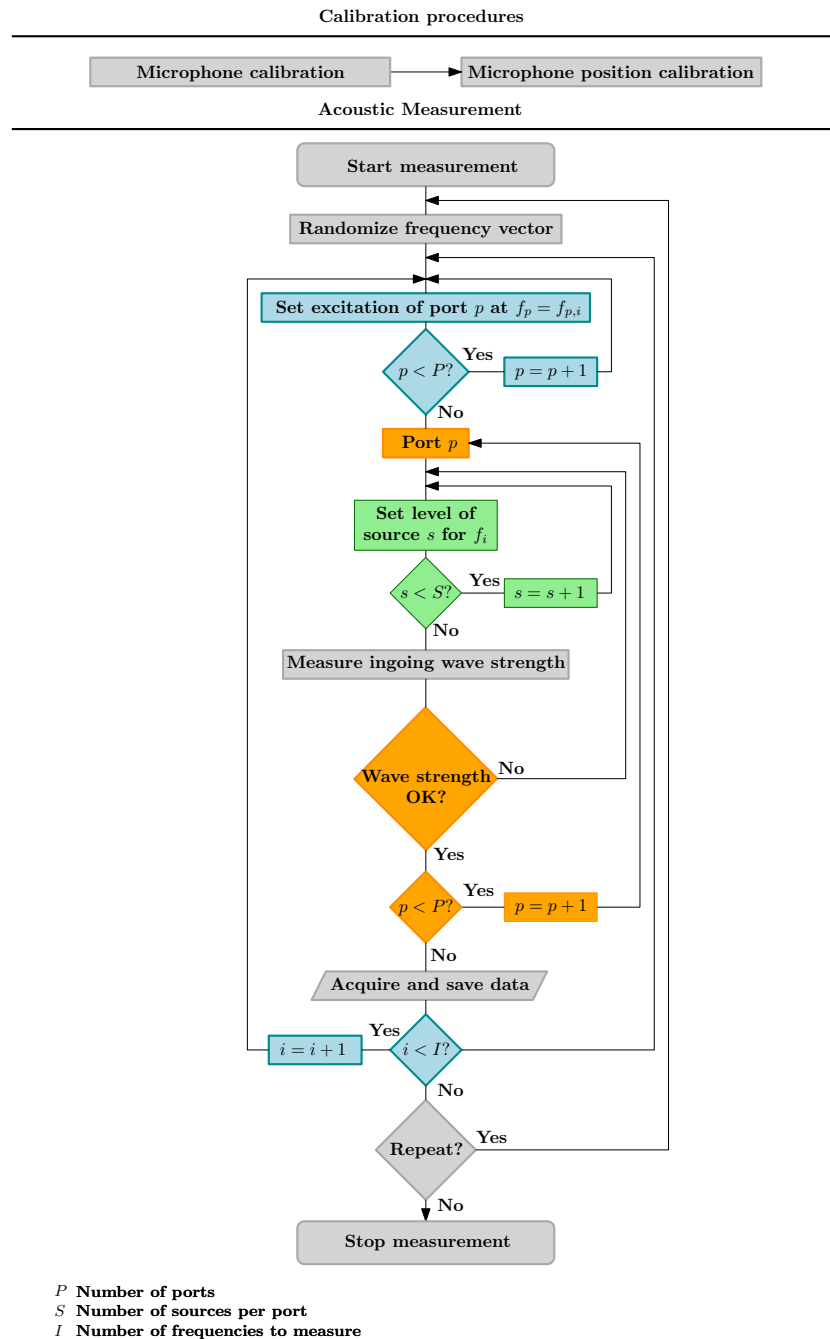 Calibration procedures
Microphone calibration
Microphone position calibration
Acoustic Measurement
Start measurement
Randomize frequency vector
Set excitation of port p at f_p = f_{p,i}
Yes
p < P?
p = p + 1
No
Port p
Set level of
source s for f_i
Yes
s < S?
s = s + 1
No
Measure ingoing wave strength
Wave strength
OK?
No
Yes
Yes
p < P?
p = p + 1
No
Acquire and save data
Yes
i = i + 1
i < I?
No
Yes
Repeat?
No
Stop measurement
P Number of ports
S Number of sources per port
I Number of frequencies to measure